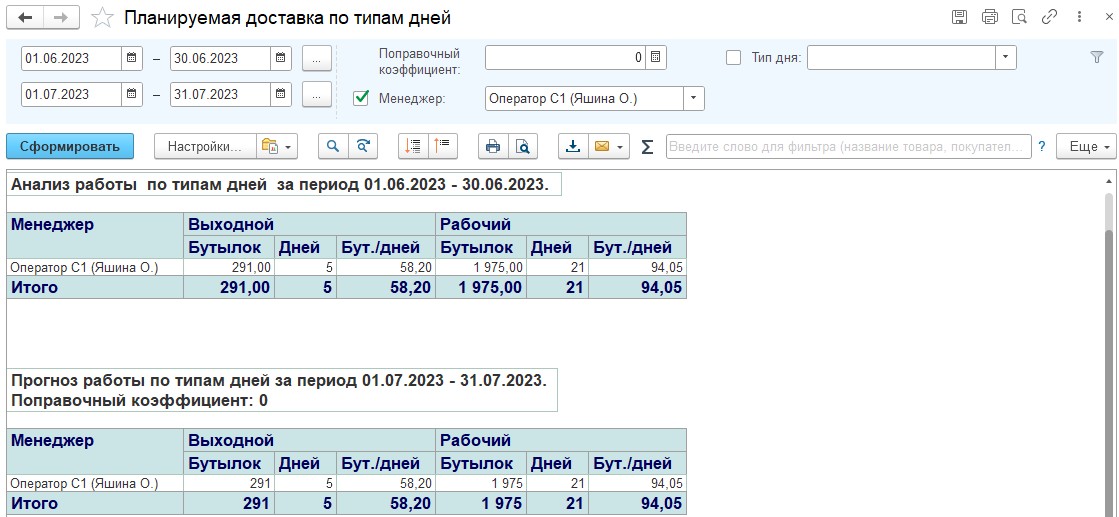 Планируемая доставка по типам дней
01.06.2023 – 30.06.2023 ... Поправочный коэффициент: 0 Тип дня:
01.07.2023 – 31.07.2023 ... Менеджер: Оператор С1 (Яшина О.)
Сформировать Настройки... Σ Введите слово для фильтра (название товара, покупател... ? Еще
Анализ работы по типам дней за период 01.06.2023 - 30.06.2023.
Менеджер Выходной Рабочий
Бутылок Дней Бут./дней Бутылок Дней Бут./дней
Оператор С1 (Яшина О.) 291,00 5 58,20 1 975,00 21 94,05
Итого 291,00 5 58,20 1 975,00 21 94,05
Прогноз работы по типам дней за период 01.07.2023 - 31.07.2023.
Поправочный коэффициент: 0
Менеджер Выходной Рабочий
Бутылок Дней Бут./дней Бутылок Дней Бут./дней
Оператор С1 (Яшина О.) 291 5 58,20 1 975 21 94,05
Итого 291 5 58,20 1 975 21 94,05